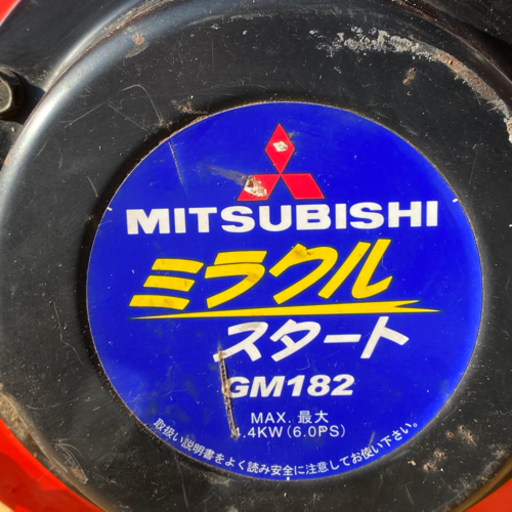 MITSUBISHI
ミラクル
スタート
GM182
MAX. 最大
4.4KW(6.0PS)
取扱い説明書をよく読み安全に注意してお使い下さい。